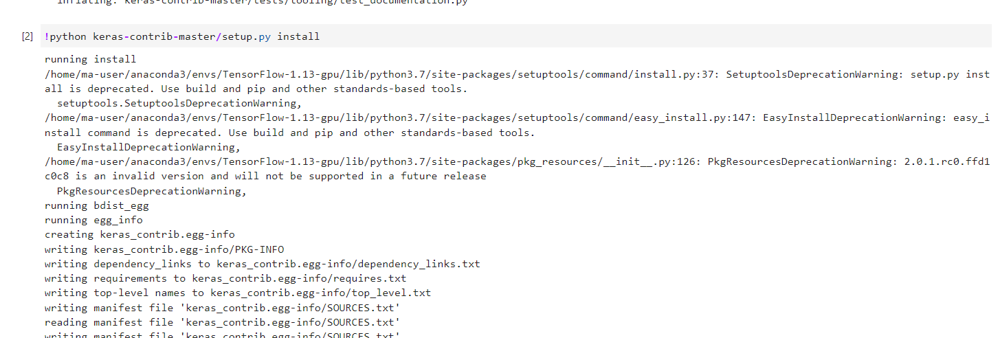 inflating: keras-contrib-master/tests/tooling/test_documentation.py
[2] !python keras-contrib-master/setup.py install
running install
/home/ma-user/anaconda3/envs/TensorFlow-1.13-gpu/lib/python3.7/site-packages/setuptools/command/install.py:37: SetuptoolsDeprecationWarning: setup.py inst
all is deprecated. Use build and pip and other standards-based tools.
setuptools.SetuptoolsDeprecationWarning,
/home/ma-user/anaconda3/envs/TensorFlow-1.13-gpu/lib/python3.7/site-packages/setuptools/command/easy_install.py:147: EasyInstallDeprecationWarning: easy_i
nstall command is deprecated. Use build and pip and other standards-based tools.
EasyInstallDeprecationWarning,
/home/ma-user/anaconda3/envs/TensorFlow-1.13-gpu/lib/python3.7/site-packages/pkg_resources/__init__.py:126: PkgResourcesDeprecationWarning: 2.0.1.rc0.ffd1
c0c8 is an invalid version and will not be supported in a future release
PkgResourcesDeprecationWarning,
running bdist_egg
running egg_info
creating keras_contrib.egg-info
writing keras_contrib.egg-info/PKG-INFO
writing dependency_links to keras_contrib.egg-info/dependency_links.txt
writing requirements to keras_contrib.egg-info/requires.txt
writing top-level names to keras_contrib.egg-info/top_level.txt
writing manifest file 'keras_contrib.egg-info/SOURCES.txt'
reading manifest file 'keras_contrib.egg-info/SOURCES.txt'
writing manifest file 'keras_contrib.egg-info/SOURCES.txt'